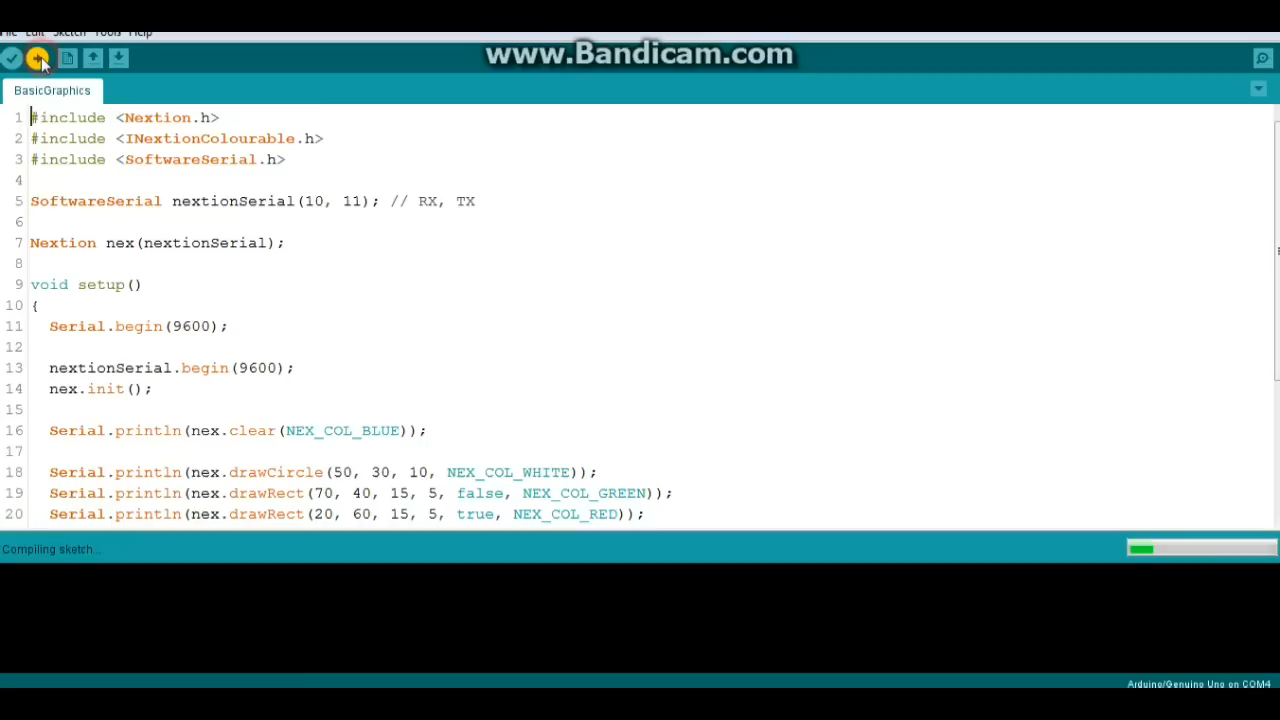 File Edit Sketch Tools Help
www.Bandicam.com
BasicGraphics
1 #include <Nextion.h>
2 #include <INextionColourable.h>
3 #include <SoftwareSerial.h>
4
5 SoftwareSerial nextionSerial(10, 11); // RX, TX
6
7 Nextion nex(nextionSerial);
8
9 void setup()
10 {
11 Serial.begin(9600);
12
13 nextionSerial.begin(9600);
14 nex.init();
15
16 Serial.println(nex.clear(NEX_COL_BLUE));
17
18 Serial.println(nex.drawCircle(50, 30, 10, NEX_COL_WHITE));
19 Serial.println(nex.drawRect(70, 40, 15, 5, false, NEX_COL_GREEN));
20 Serial.println(nex.drawRect(20, 60, 15, 5, true, NEX_COL_RED));
Compiling sketch...
Arduino/Genuino Uno on COM4